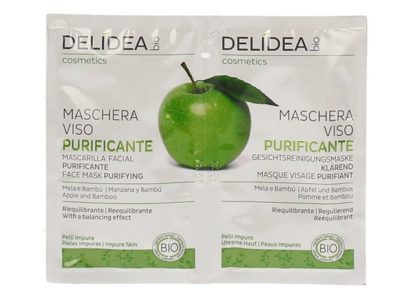 DELIDEA bio
cosmetics
MASCHERA
VISO
PURIFICANTE
MASCARILLA FACIAL
PURIFICANTE
FACE MASK PURIFYING
Mela e Bambù | Manzana y Bambú
Apple and Bamboo
Riequilibrante | Reequilibrante
With a balancing effect
Pelli Impure
Pieles Impuras | Impure Skin
BIO
DELIDEA bio
cosmetics
MASCHERA
VISO
PURIFICANTE
GESICHTSREINIGUNGSMASKE
KLÄREND
MASQUE VISAGE PURIFIANT
Mela e Bambù | Apfel und Bambus
Pomme et Bambou
Riequilibrante | Regulierend
Rééquilibrant
Pelli Impure
Unreine Haut | Peaux Impures
BIO